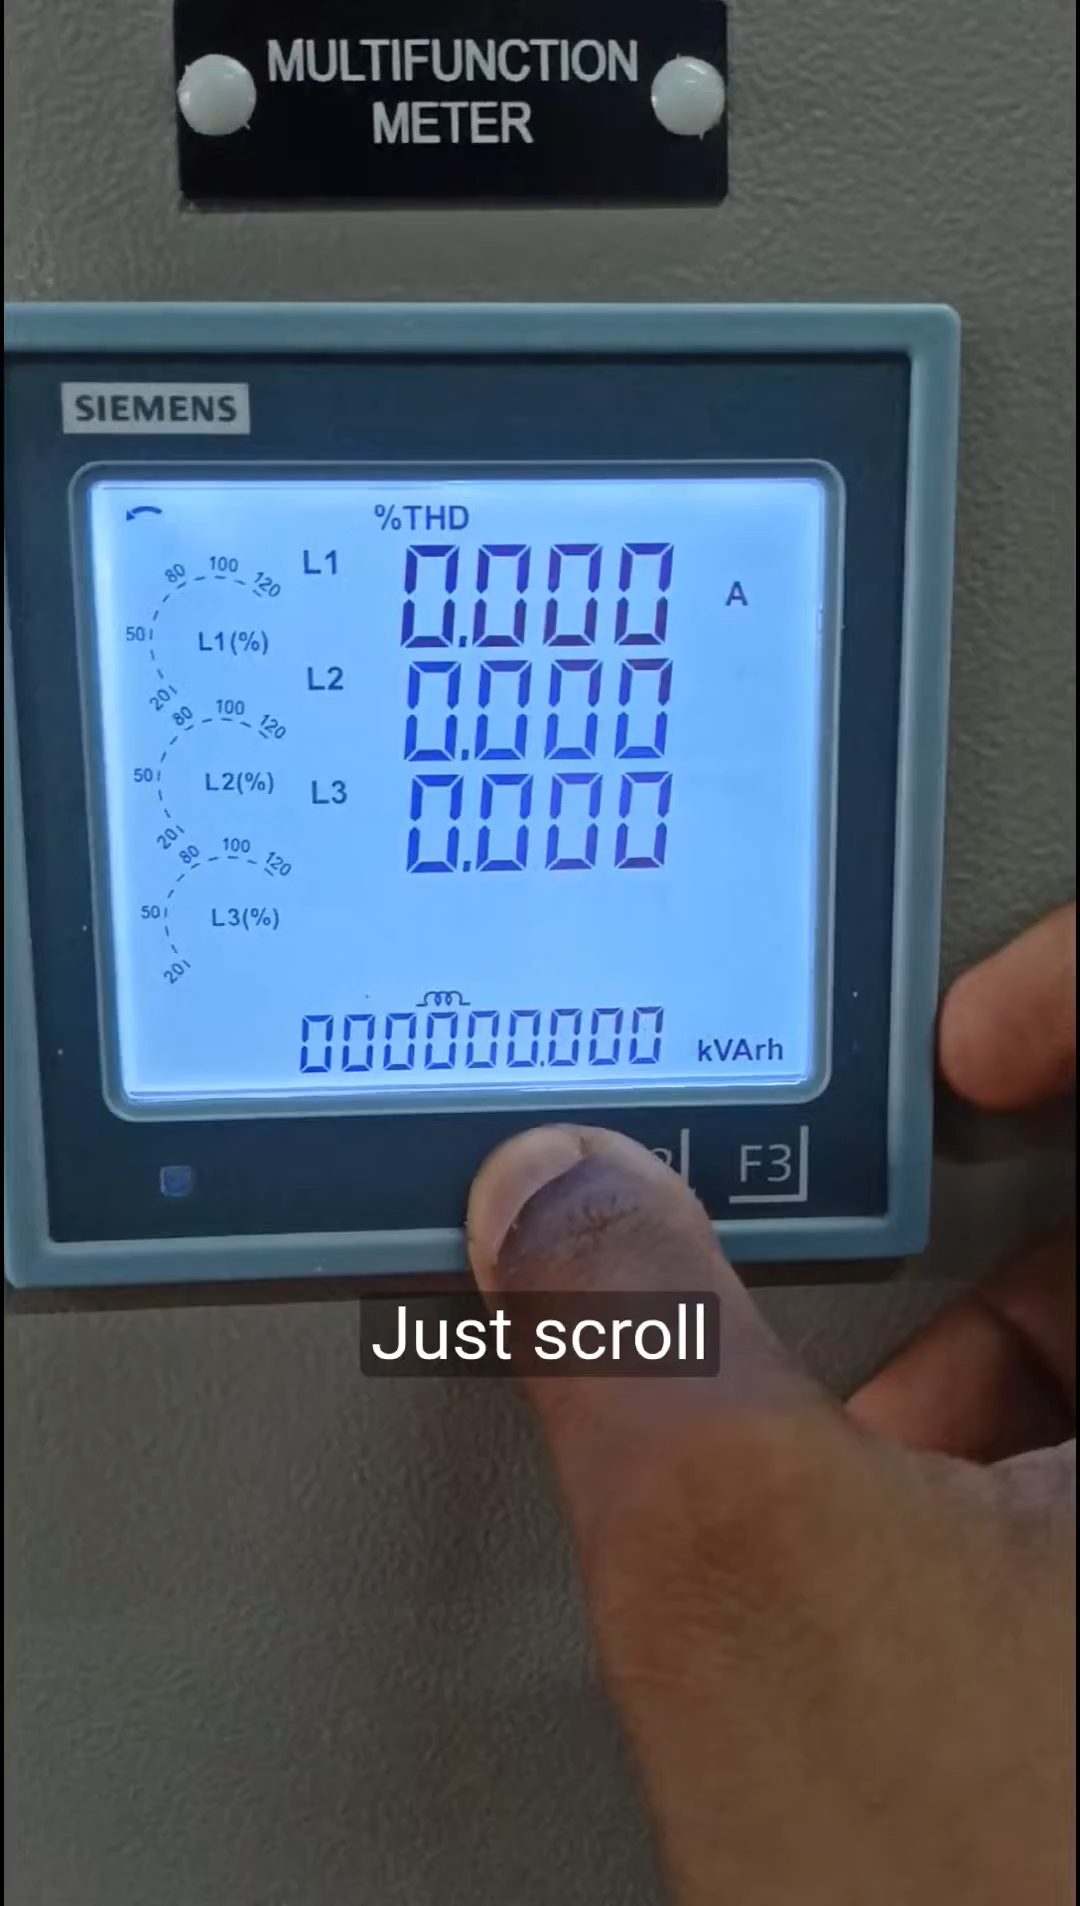 MULTIFUNCTION
METER
SIEMENS
%THD
L1 0.000 A
80 100 120
50 L1(%)
20
L2 0.000
80 100 120
50 L2(%)
20
L3 0.000
80 100 120
50 L3(%)
20
000000.000 kVArh
F3
Just scroll